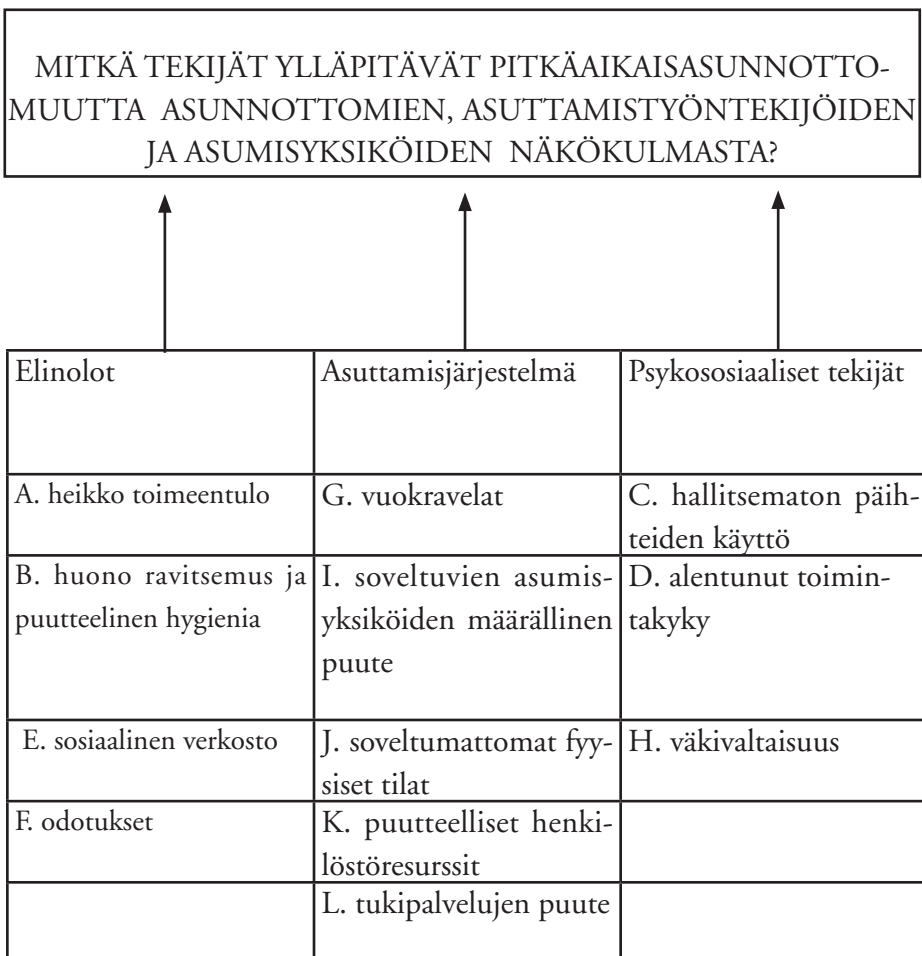 MITKÄ TEKIJÄT YLLÄPITÄVÄT PITKÄAIKAISASUNNOTTO-
MUUTTA ASUNNOTTOMIEN, ASUTTAMISTYÖNTEKIJÖIDEN
JA ASUMISYKSIKÖIDEN NÄKÖKULMASTA?
Elinolot
Asuttamisjärjestelmä
Psykososiaaliset tekijät
A. heikko toimeentulo
G. vuokravelat
C. hallitsematon päih-
teiden käyttö
B. huono ravitsemus ja
puutteelinen hygienia
I. soveltuvien asumis-
yksiköiden määrällinen
puute
D. alentunut toimin-
takyky
E. sosiaalinen verkosto
J. soveltumattomat fyy-
siset tilat
H. väkivaltaisuus
F. odotukset
K. puutteelliset henki-
löstöresurssit
L. tukipalvelujen puute